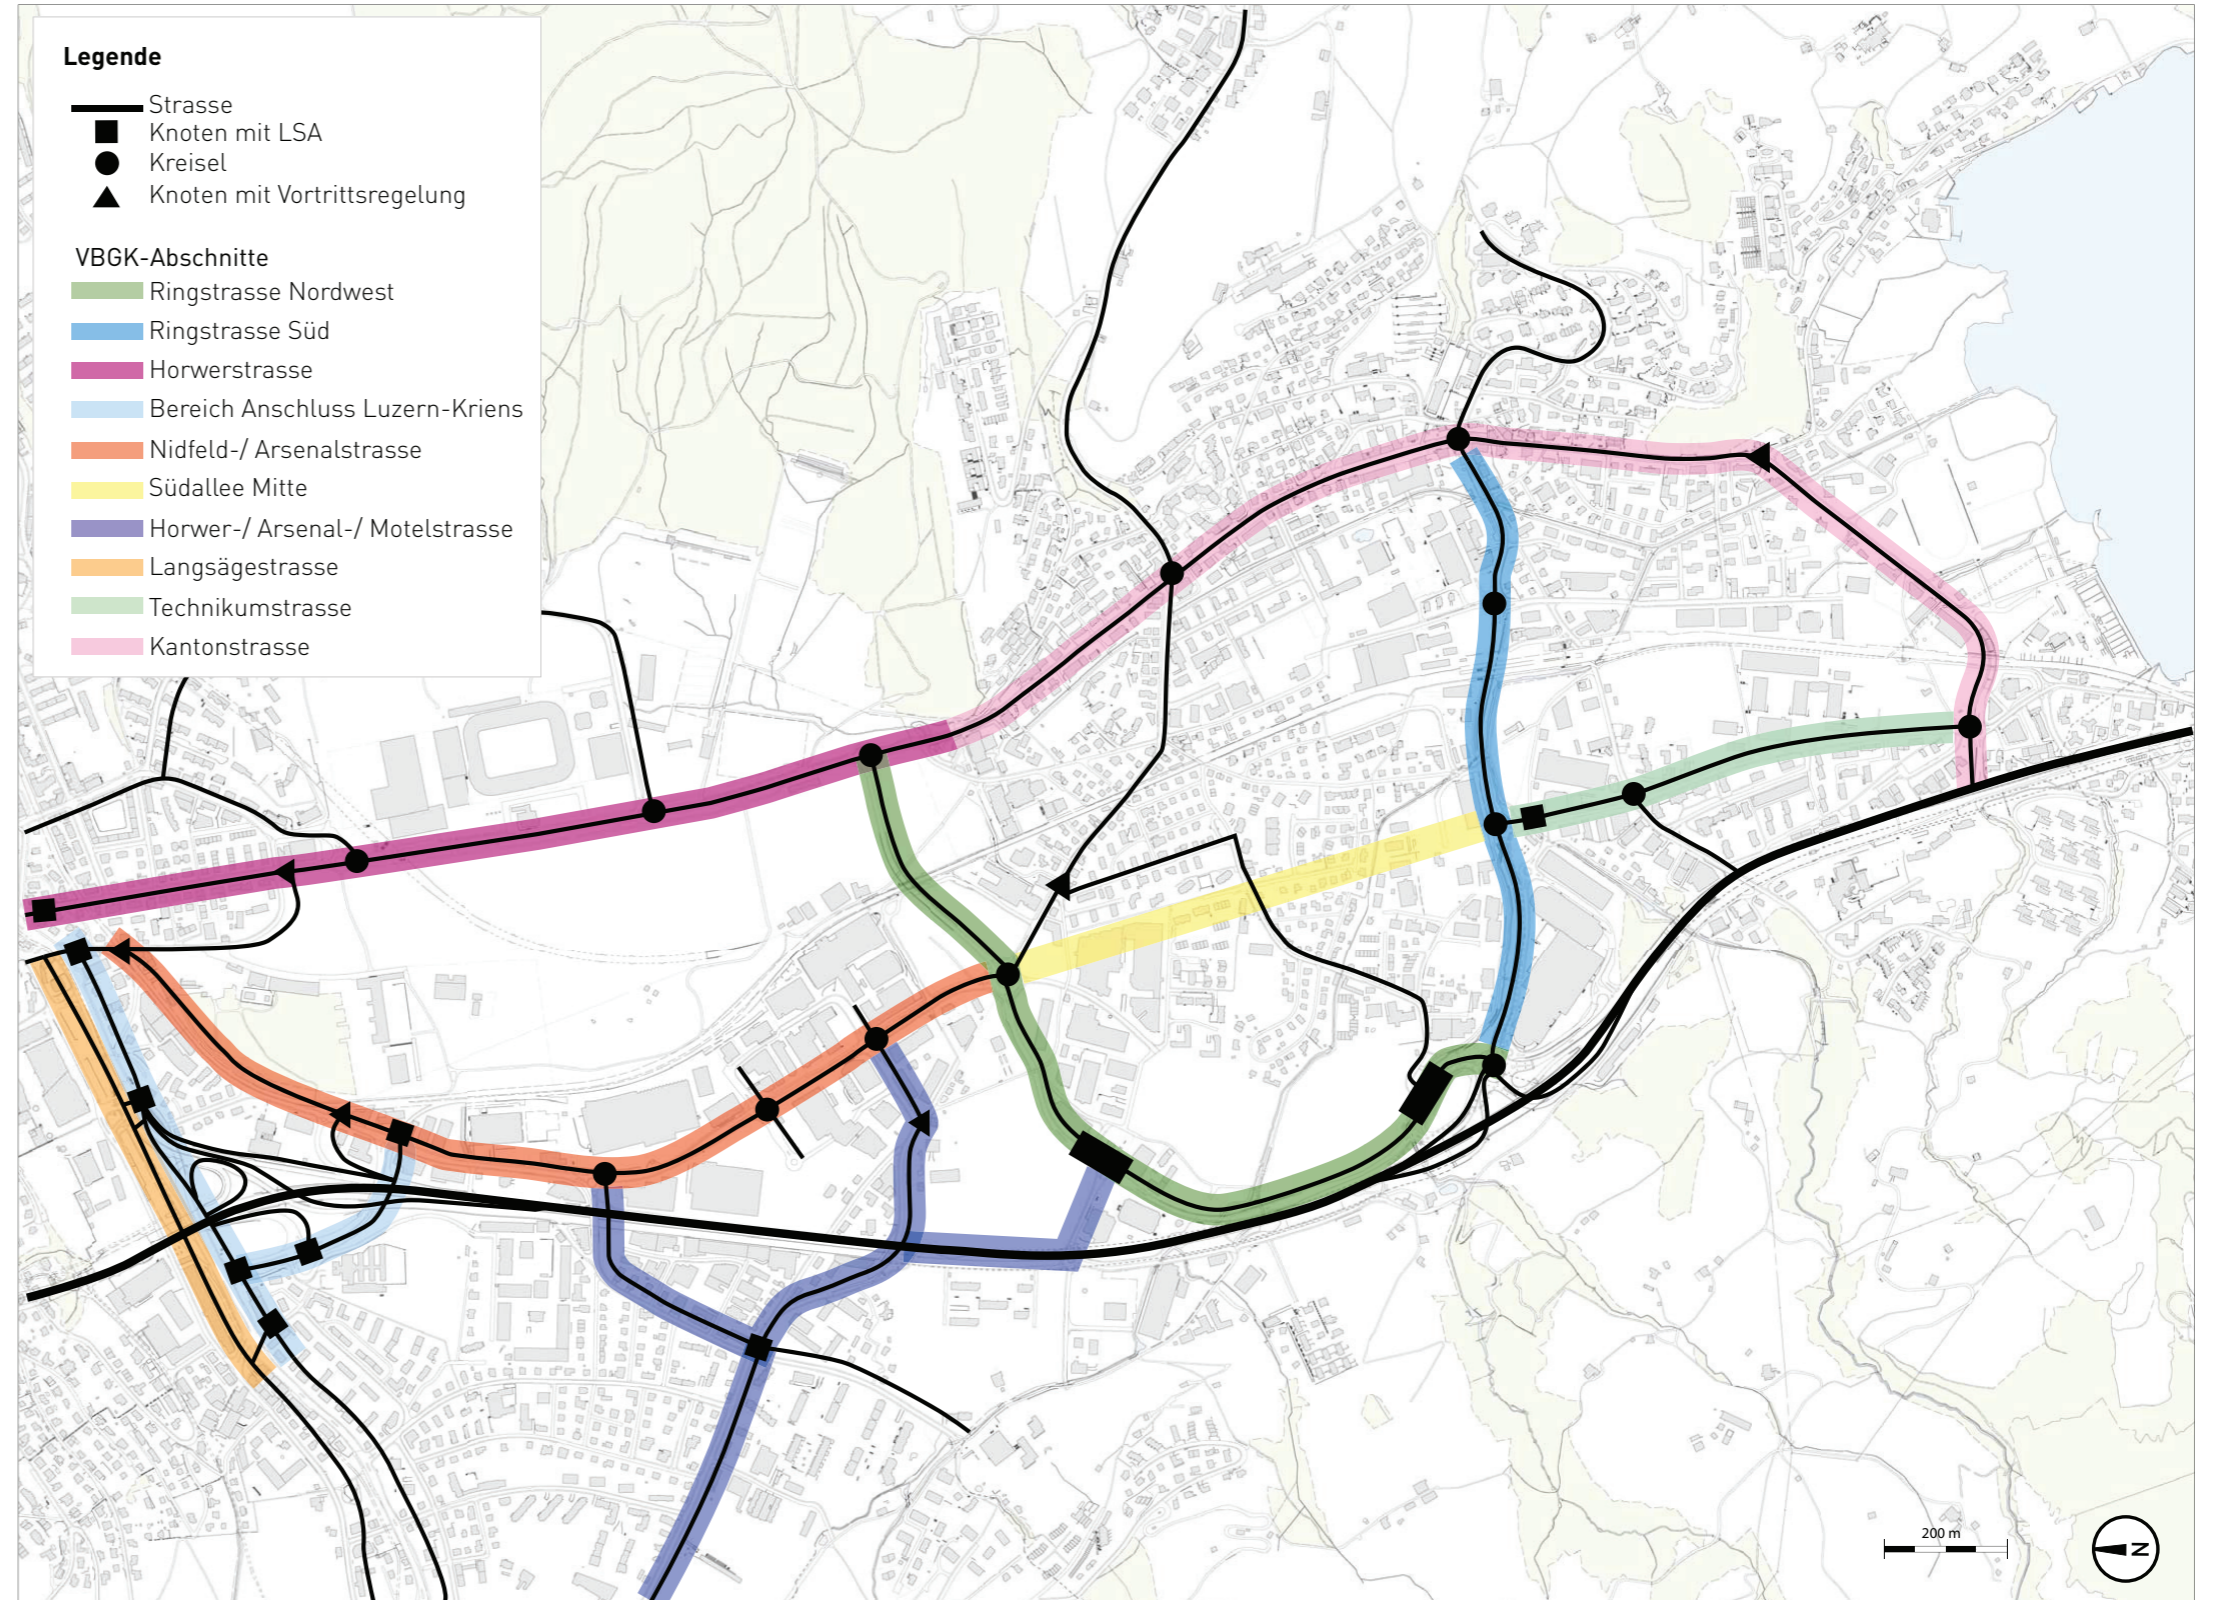 Legende
Strasse
Knoten mit LSA
Kreisel
Knoten mit Vortrittsregelung
VBGK-Abschnitte
Ringstrasse Nordwest
Ringstrasse Süd
Horwerstrasse
Bereich Anschluss Luzern-Kriens
Nidfeld-/ Arsenalstrasse
Südallee Mitte
Horwer-/ Arsenal-/ Motelstrasse
Langsägestrasse
Technikumstrasse
Kantonstrasse
200 m
N